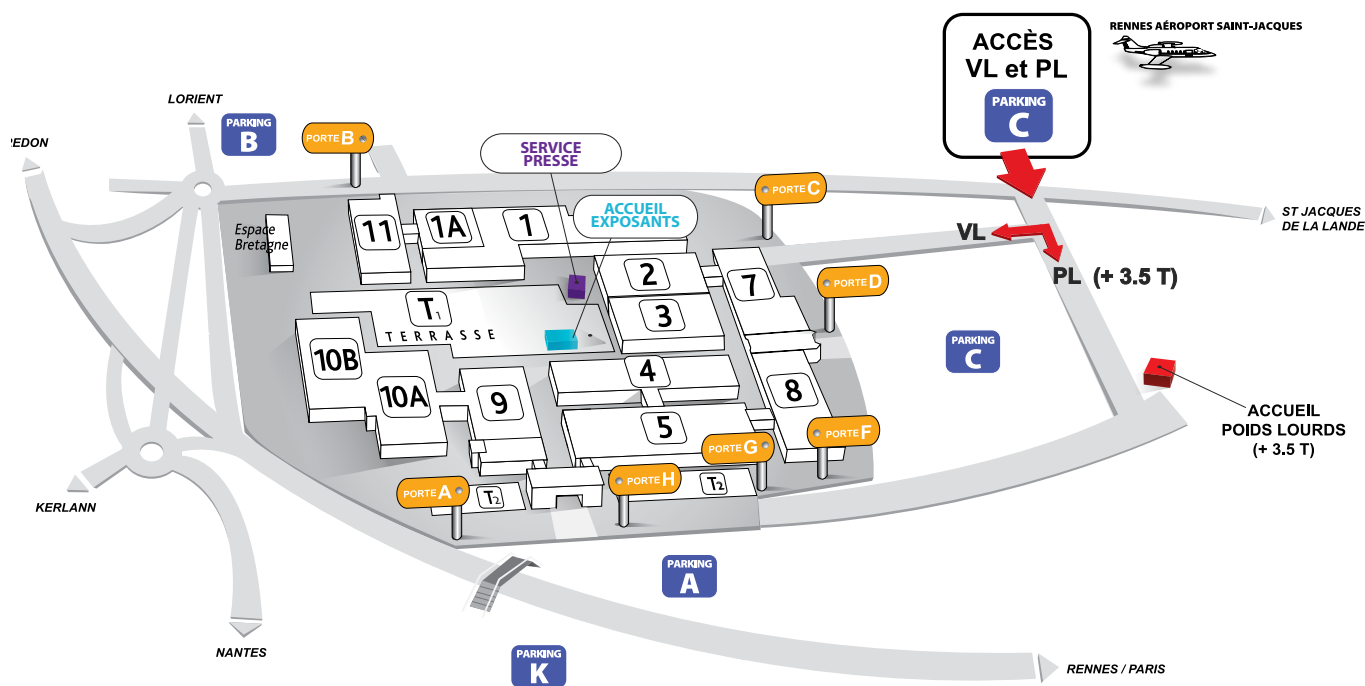 RENNES AÉROPORT SAINT-JACQUES
ACCÈS
VL et PL
PARKING
C
LORIENT
PARKING
B
PORTE B
EDON
SERVICE
PRESSE
PORTE C
ACCUEIL
EXPOSANTS
ST JACQUES
DE LA LANDE
Espace
Bretagne
11
1A
1
VL
PL (+ 3.5 T)
2
7
PORTE D
T1
TERRASSE
3
10B
PARKING
C
4
10A
9
8
ACCUEIL
POIDS LOURDS
(+ 3.5 T)
5
PORTE G
PORTE F
PORTE A
T2
PORTE H
T2
KERLANN
PARKING
A
NANTES
PARKING
K
RENNES / PARIS